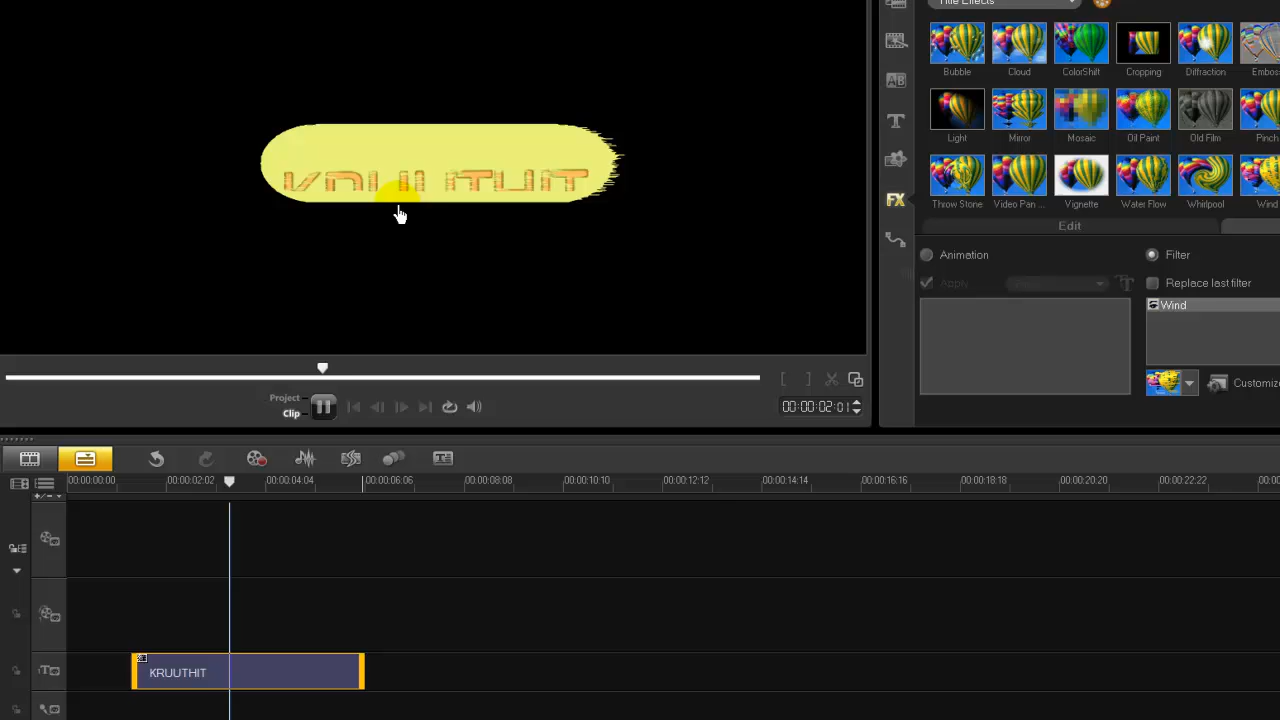 Title Effects
Bubble Cloud ColorShift Cropping Diffraction
Light Mirror Mosaic Oil Paint Old Film Pinch
Throw Stone Video Pan ... Vignette Water Flow Whirlpool Wind
Edit
Animation Filter
Apply Replace last filter
Wind
Customize
Project
Clip
00:00:02:01
00:00:00:00 00:00:02:02 00:00:04:04 00:00:06:06 00:00:08:08 00:00:10:10 00:00:12:12 00:00:14:14 00:00:16:16 00:00:18:18 00:00:20:20 00:00:22:22
KRUUTHIT